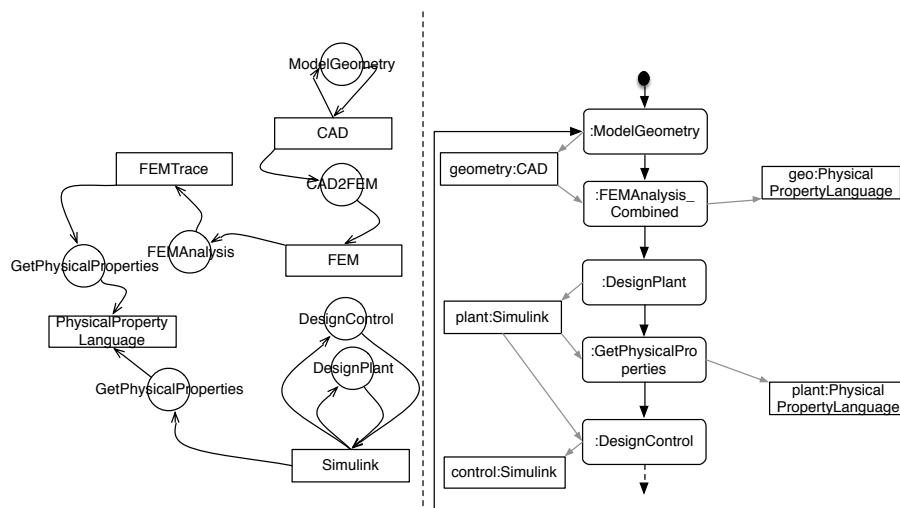 ModelGeometry
CAD
FEMTrace
CAD2FEM
FEMAnalysis
GetPhysicalProperties
FEM
PhysicalProperty
Language
DesignControl
DesignPlant
GetPhysicalProperties
Simulink
:ModelGeometry
geometry:CAD
:FEMAnalysis_
Combined
geo:Physical
PropertyLanguage
:DesignPlant
plant:Simulink
:GetPhysicalPro
perties
plant:Physical
PropertyLanguage
:DesignControl
control:Simulink